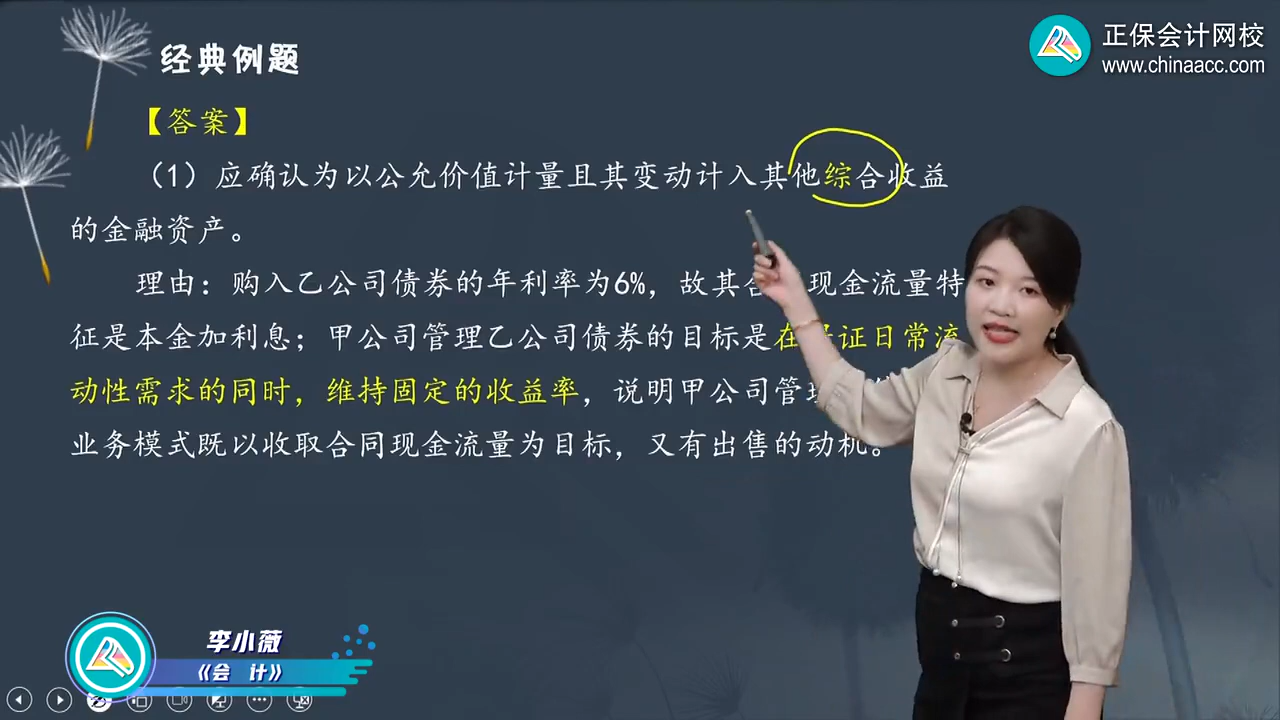 正保会计网校
www.chinaacc.com
经典例题
【答案】
（1）应确认为以公允价值计量且其变动计入其他综合收益
的金融资产。
理由：购入乙公司债券的年利率为6%，故其合 现金流量特
征是本金加利息；甲公司管理乙公司债券的目标是在 证日常流
动性需求的同时，维持固定的收益率，说明甲公司管
业务模式既以收取合同现金流量为目标，又有出售的动机。
李小薇
《会 计》